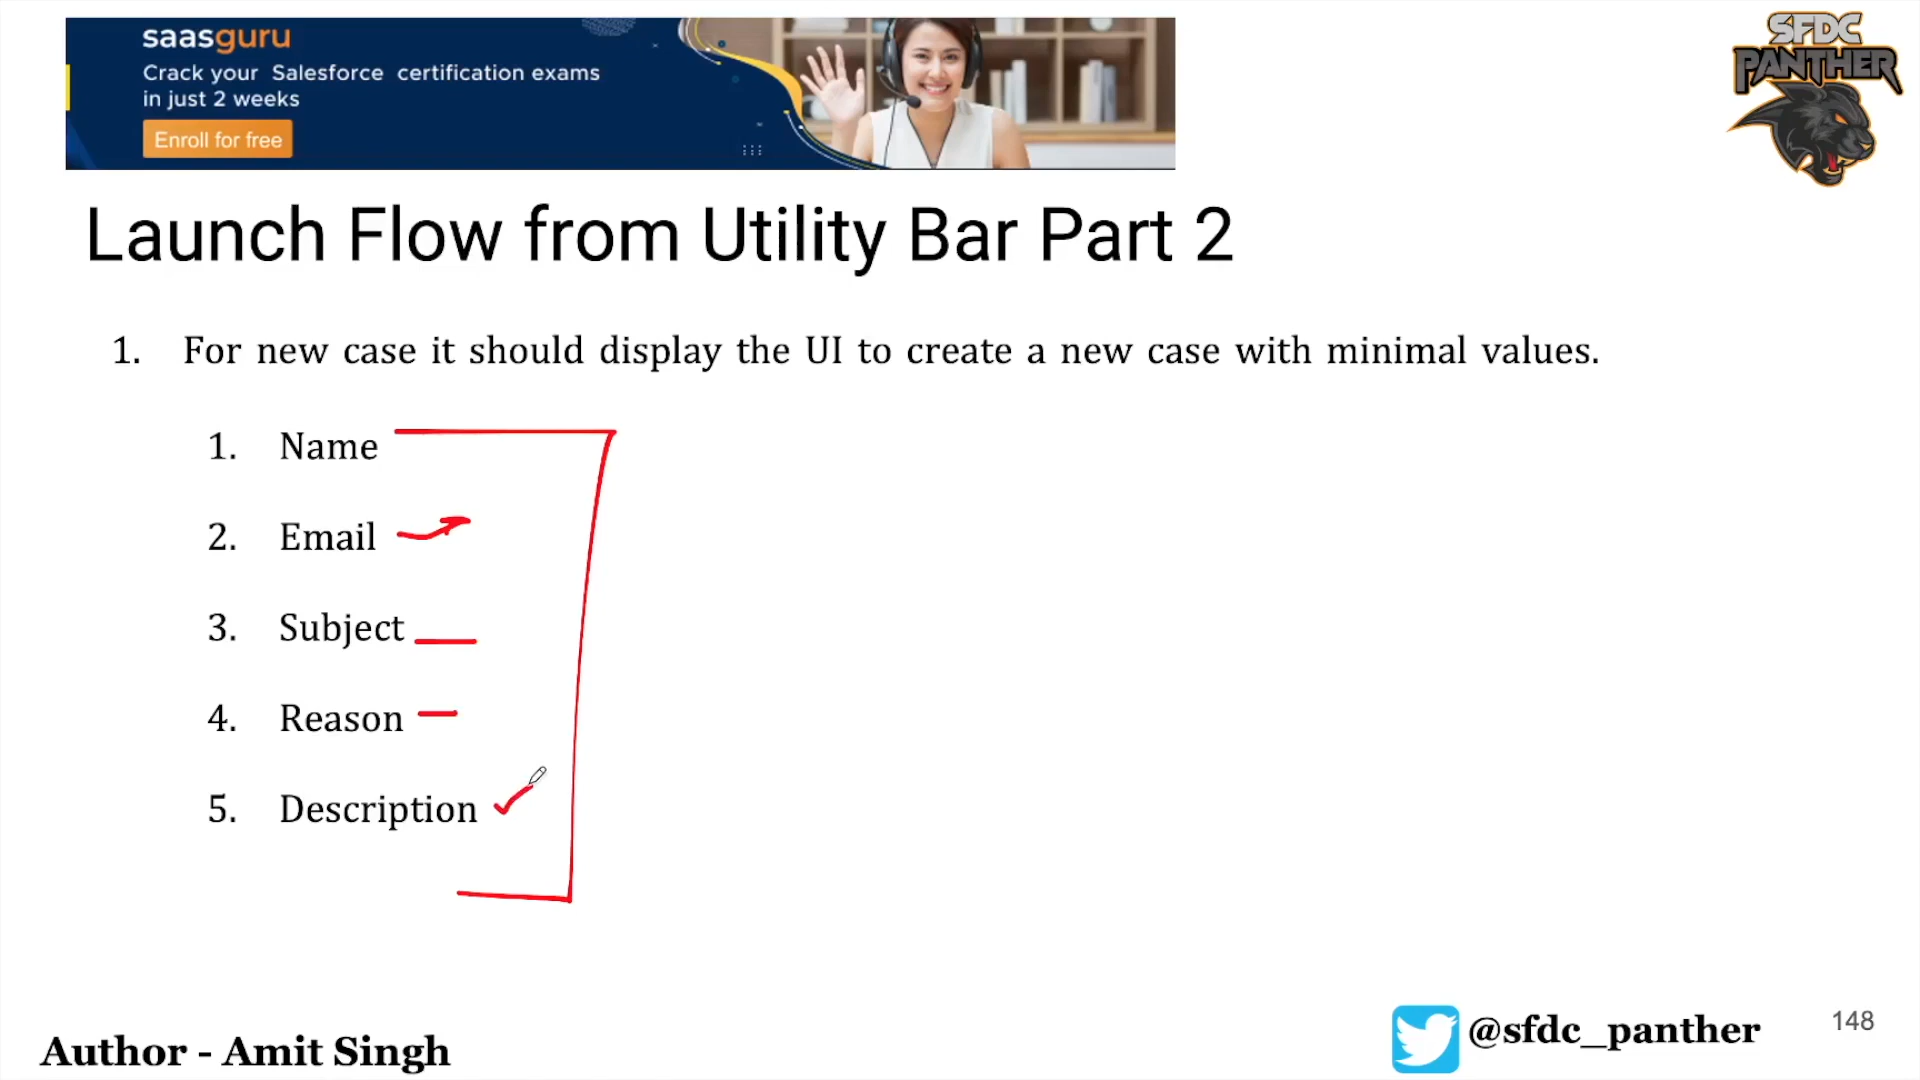 saasguru
Crack your Salesforce certification exams
in just 2 weeks
Enroll for free
SFDC
PANTHER
Launch Flow from Utility Bar Part 2
1. For new case it should display the UI to create a new case with minimal values.
1. Name
2. Email
3. Subject
4. Reason
5. Description
Author - Amit Singh
@sfdc_panther
148